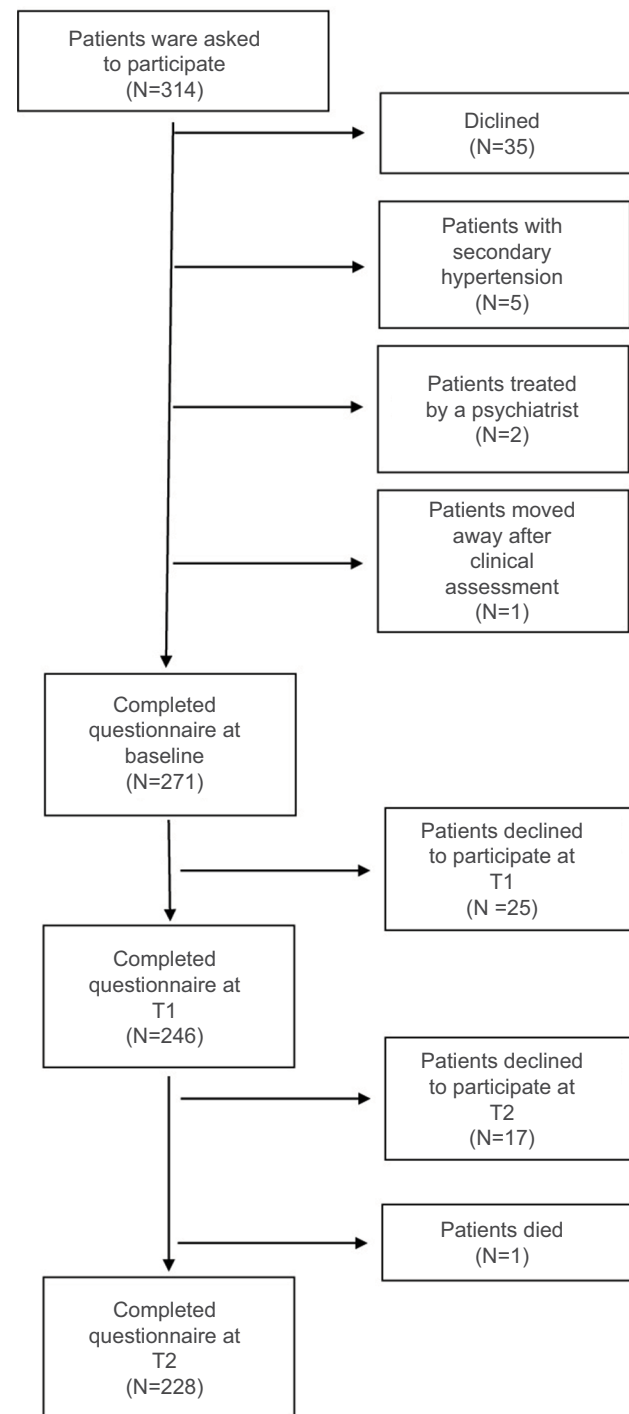 Patients ware asked
to participate
(N=314)
Diclined
(N=35)
Patients with
secondary
hypertension
(N=5)
Patients treated
by a psychiatrist
(N=2)
Patients moved
away after
clinical
assessment
(N=1)
Completed
questionnaire at
baseline
(N=271)
Patients declined
to participate at
T1
(N =25)
Completed
questionnaire at
T1
(N=246)
Patients declined
to participate at
T2
(N=17)
Patients died
(N=1)
Completed
questionnaire at
T2
(N=228)